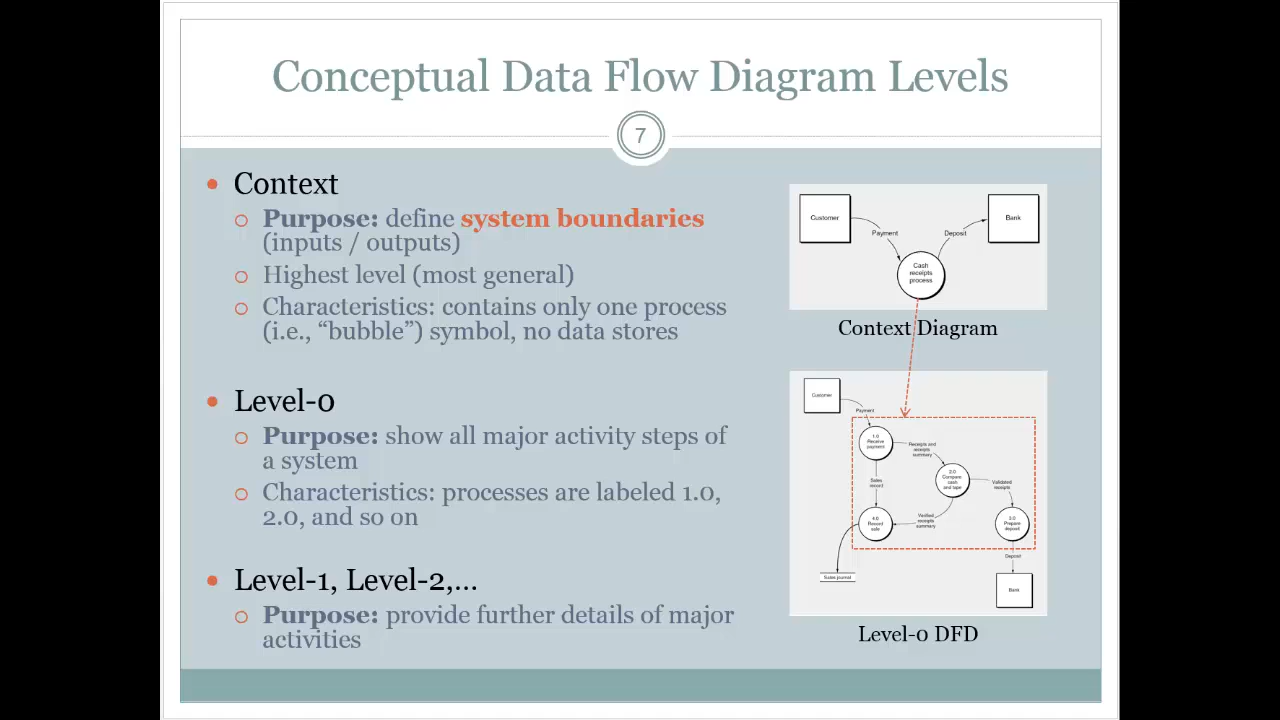 Conceptual Data Flow Diagram Levels
7
Context
Purpose: define system boundaries
(inputs / outputs)
Highest level (most general)
Characteristics: contains only one process
(i.e., “bubble”) symbol, no data stores
Level-0
Purpose: show all major activity steps of
a system
Characteristics: processes are labeled 1.0,
2.0, and so on
Level-1, Level-2,…
Purpose: provide further details of major
activities
Customer
Bank
Payment
Deposit
Cash
receipts
process
Context Diagram
Customer
Payment
1.0
Receive
payment
Receipts and
receipts
summary
2.0
Compare
cash
and tape
Sales
record
Validated
receipts
4.0
Record
sale
Verified
receipts
summary
3.0
Prepare
deposit
Deposit
Sales journal
Bank
Level-0 DFD